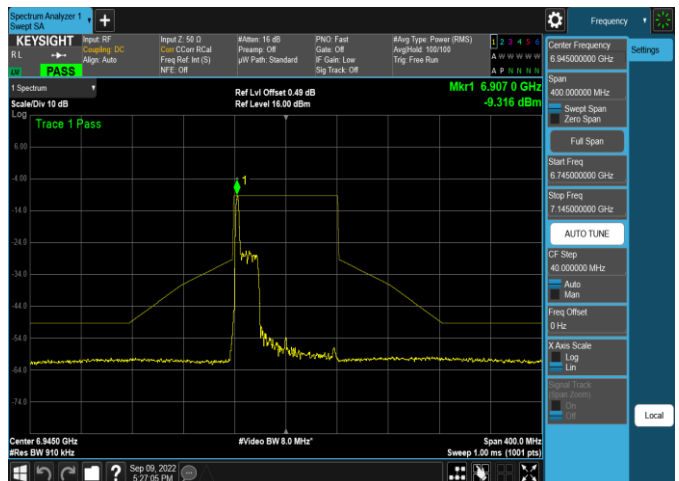 Spectrum Analyzer 1
Swept SA
Frequency
KEYSIGHT
RL
LW
PASS
Input: RF
Coupling: DC
Align: Auto
Input Z: 50 Ω
Corr CCorr RCal
Freq Ref: Int (S)
NFE: Off
#Atten: 16 dB
Preamp: Off
µW Path: Standard
PNO: Fast
Gate: Off
IF Gain: Low
Sig Track: Off
#Avg Type: Power (RMS)
Avg|Hold: 100/100
Trig: Free Run
1 2 3 4 5 6
A W W W W W
A P N N N N
1 Spectrum
Scale/Div 10 dB
Log
Ref Lvl Offset 0.49 dB
Ref Level 16.00 dBm
Mkr1 6.907 0 GHz
-9.316 dBm
Trace 1 Pass
1
6.00
-4.00
-14.0
-24.0
-34.0
-44.0
-54.0
-64.0
-74.0
Center 6.9450 GHz
#Res BW 910 kHz
#Video BW 8.0 MHz*
Span 400.0 MHz
Sweep 1.00 ms (1001 pts)
Sep 09, 2022
5:27:05 PM
Center Frequency
6.945000000 GHz
Settings
Span
400.000000 MHz
Swept Span
Zero Span
Full Span
Start Freq
6.745000000 GHz
Stop Freq
7.145000000 GHz
AUTO TUNE
CF Step
40.000000 MHz
Auto
Man
Freq Offset
0 Hz
X Axis Scale
Log
Lin
Signal Track
(Span Zoom)
On
Off
Local